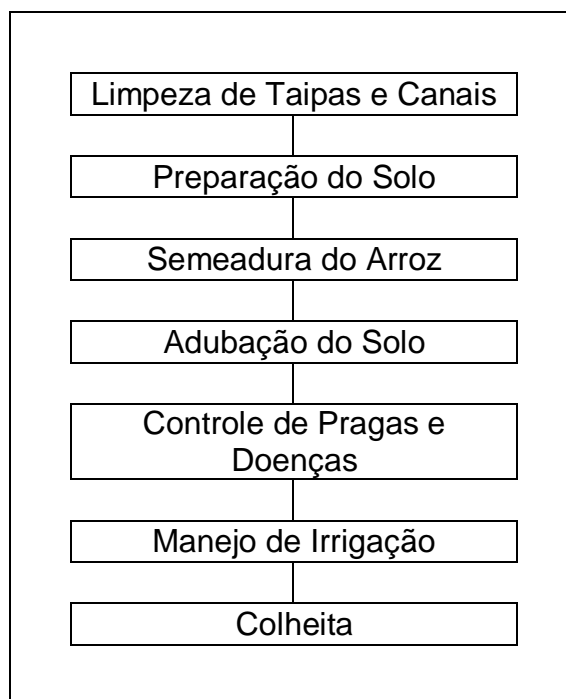 Limpeza de Taipas e Canais
Preparação do Solo
Semeadura do Arroz
Adubação do Solo
Controle de Pragas e
Doenças
Manejo de Irrigação
Colheita